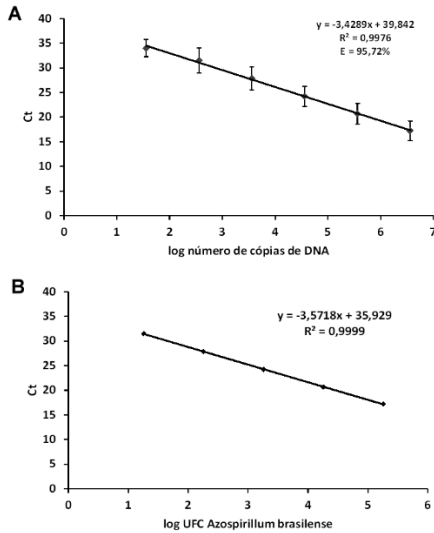 A
y = -3,4289x + 39,842
R² = 0,9976
E = 95,72%
Ct
40
35
30
25
20
15
10
5
0
0 1 2 3 4 5 6 7
log número de cópias de DNA
B
y = -3,5718x + 35,929
R² = 0,9999
Ct
40
35
30
25
20
15
10
5
0
0 1 2 3 4 5 6
log UFC Azospirillum brasilense